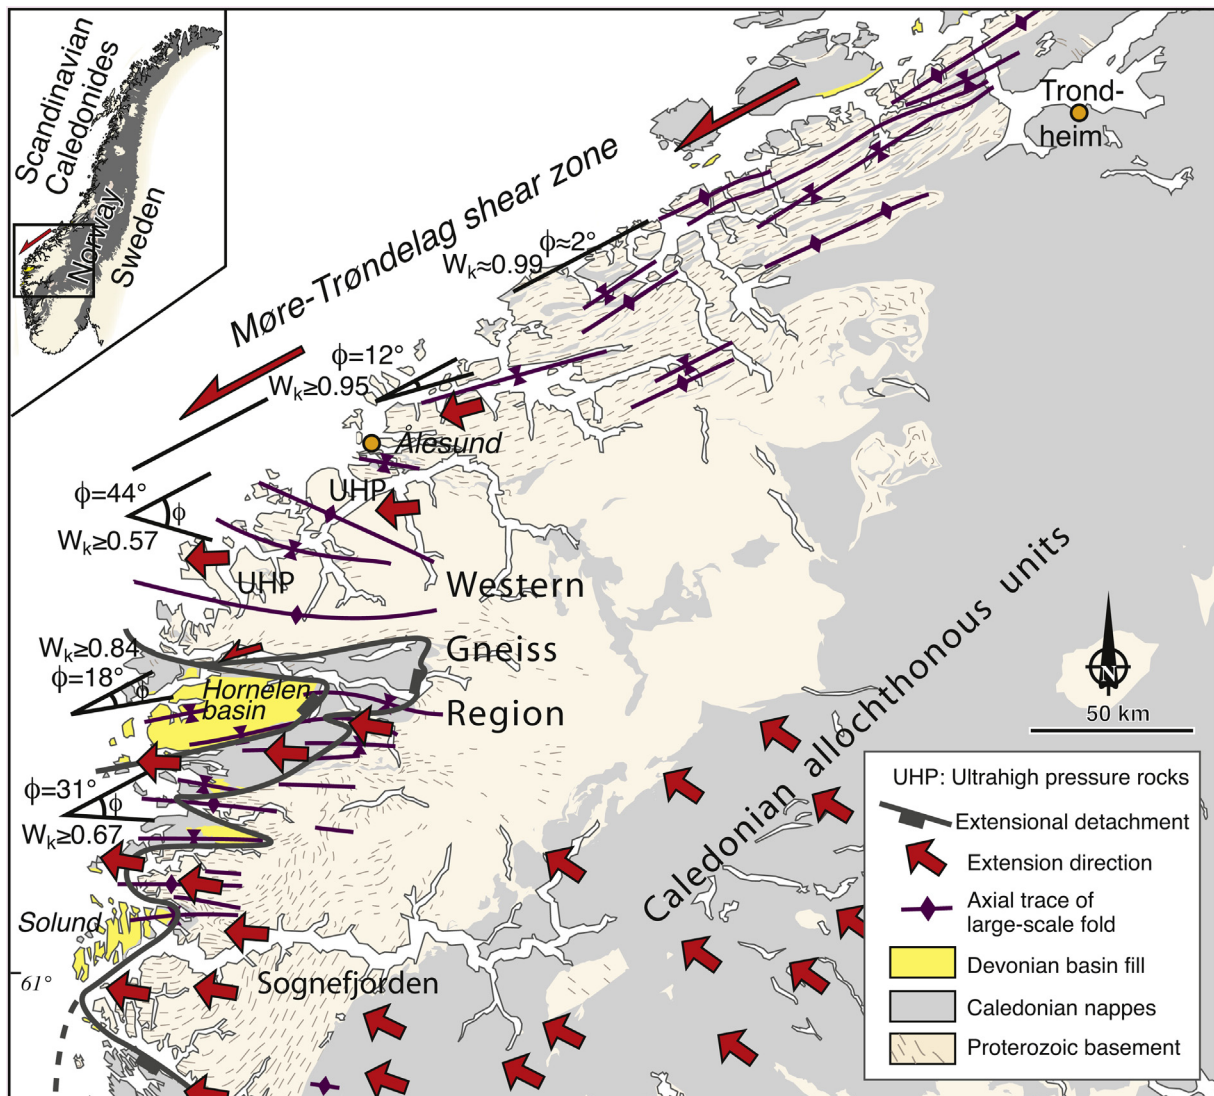 Scandinavian
Caledonides
Norway
Sweden
Møre-Trøndelag shear zone
Trond-
heim
ϕ≈2°
Wk≈0.99
ϕ=12°
Wk≥0.95
Ålesund
ϕ=44°
ϕ
Wk≥0.57
UHP
UHP
Western
Gneiss
Region
Wk≥0.84
ϕ=18°
ϕ
Hornelen
basin
ϕ=31°
ϕ
Wk≥0.67
Solund
61°
Sognefjorden
Caledonian allochthonous units
N
50 km
UHP: Ultrahigh pressure rocks
Extensional detachment
Extension direction
Axial trace of
large-scale fold
Devonian basin fill
Caledonian nappes
Proterozoic basement